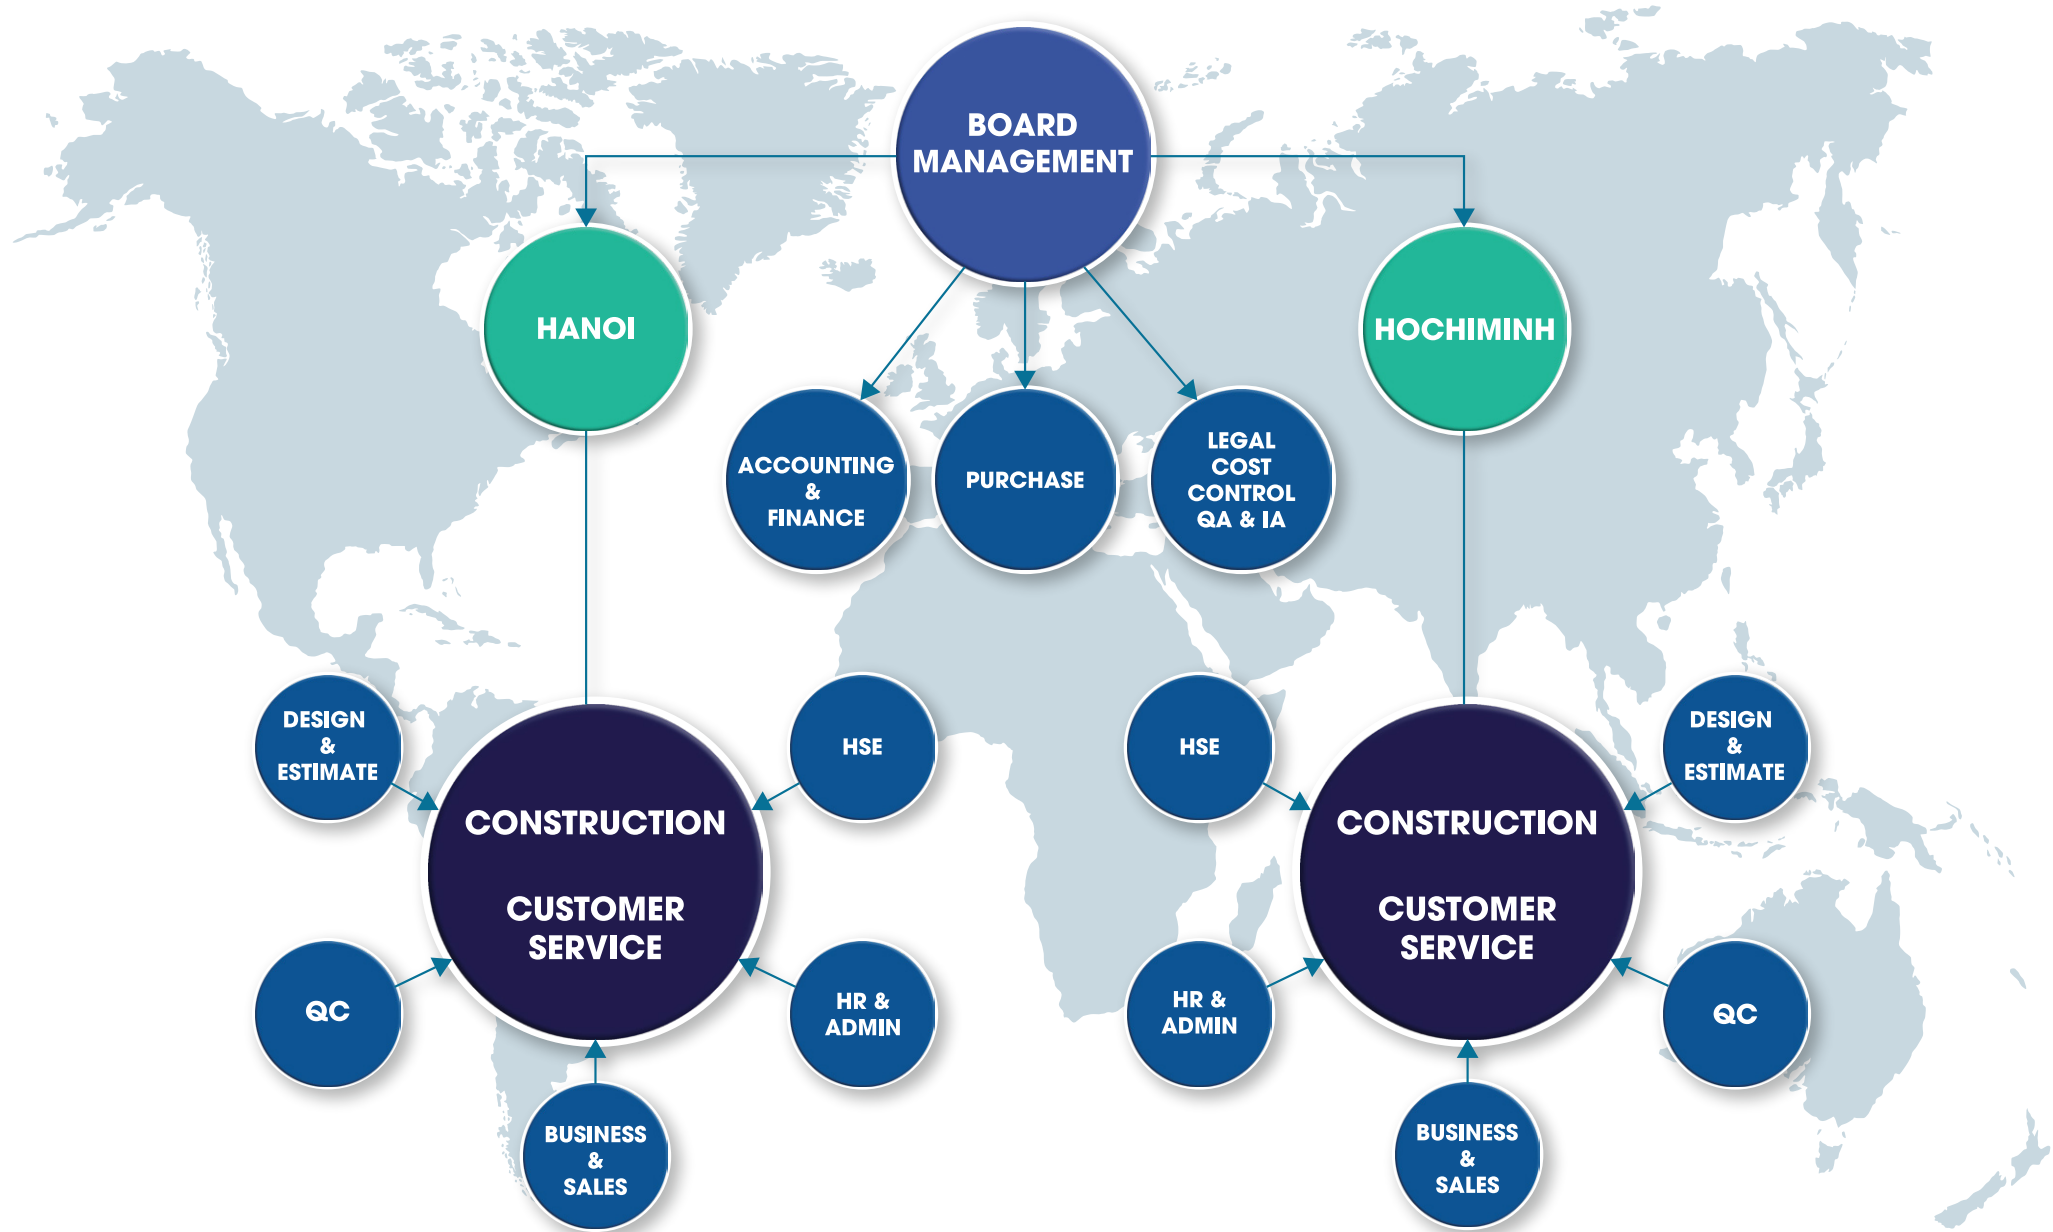 BOARD
MANAGEMENT
HANOI
HOCHIMINH
ACCOUNTING
&
FINANCE
PURCHASE
LEGAL
COST
CONTROL
QA & IA
DESIGN
&
ESTIMATE
HSE
CONSTRUCTION
CUSTOMER
SERVICE
QC
HR &
ADMIN
BUSINESS
&
SALES
HSE
DESIGN
&
ESTIMATE
CONSTRUCTION
CUSTOMER
SERVICE
HR &
ADMIN
QC
BUSINESS
&
SALES